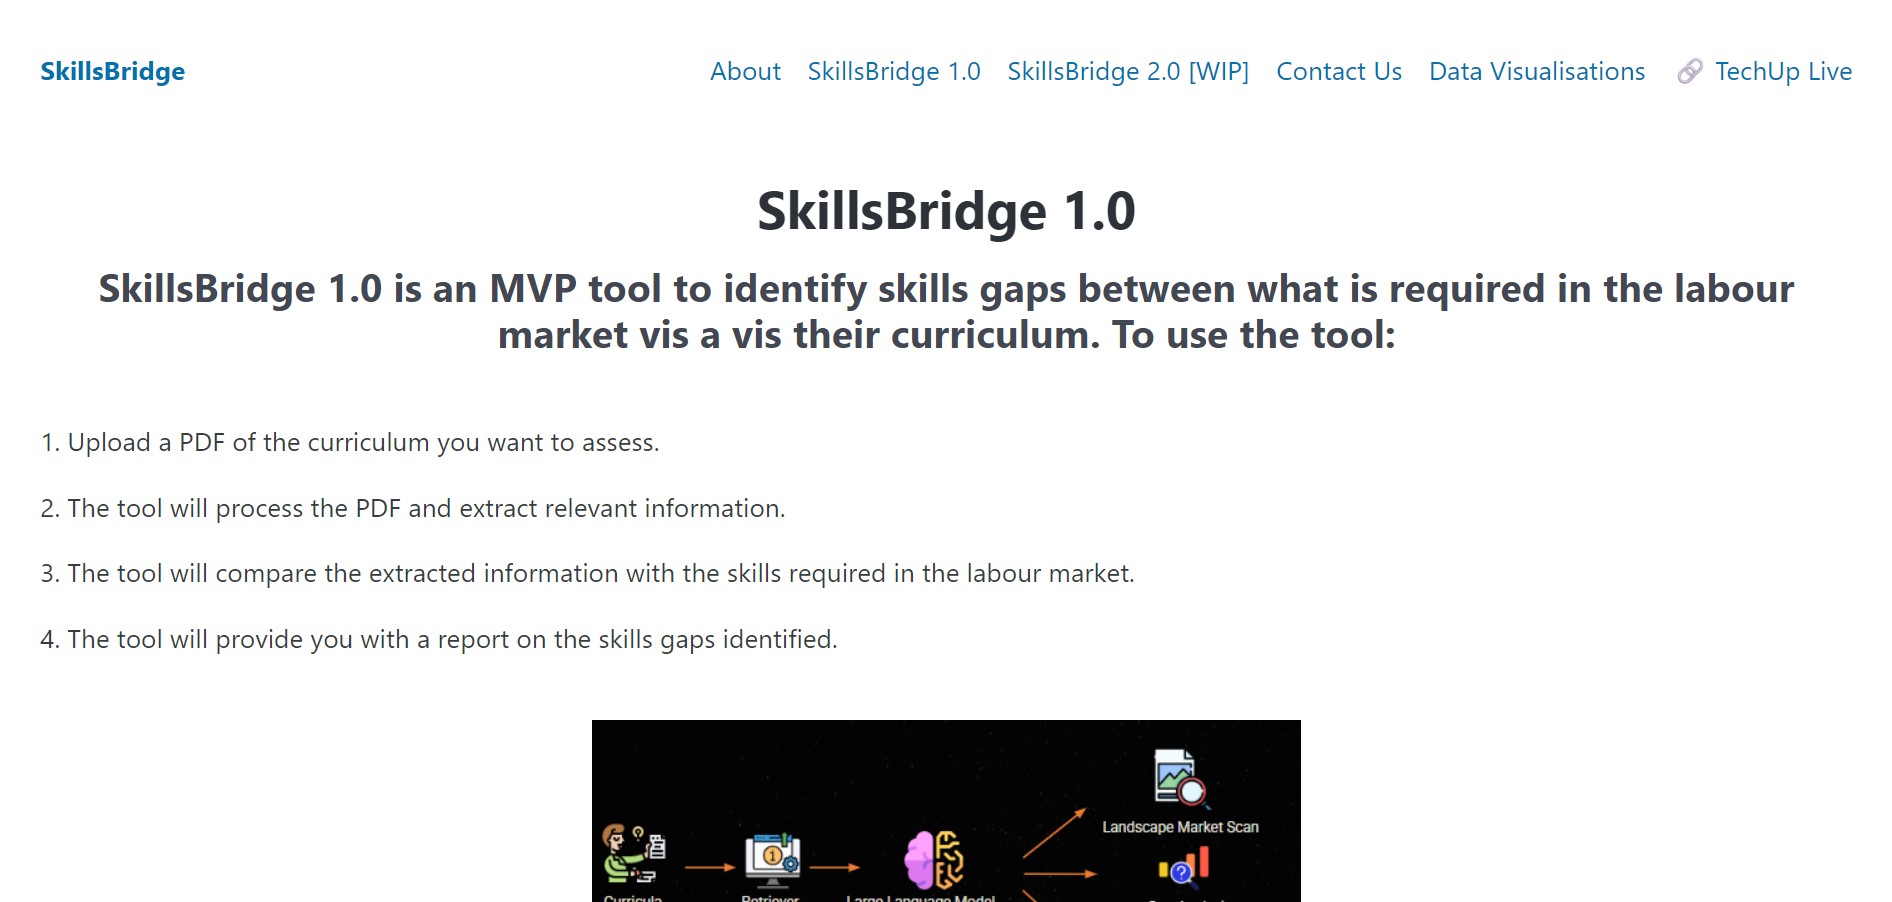 SkillsBridge
About SkillsBridge 1.0 SkillsBridge 2.0 [WIP] Contact Us Data Visualisations TechUp Live
SkillsBridge 1.0
SkillsBridge 1.0 is an MVP tool to identify skills gaps between what is required in the labour
market vis a vis their curriculum. To use the tool:
1. Upload a PDF of the curriculum you want to assess.
2. The tool will process the PDF and extract relevant information.
3. The tool will compare the extracted information with the skills required in the labour market.
4. The tool will provide you with a report on the skills gaps identified.
Landscape Market Scan
Curricula Retriever Large Language Model